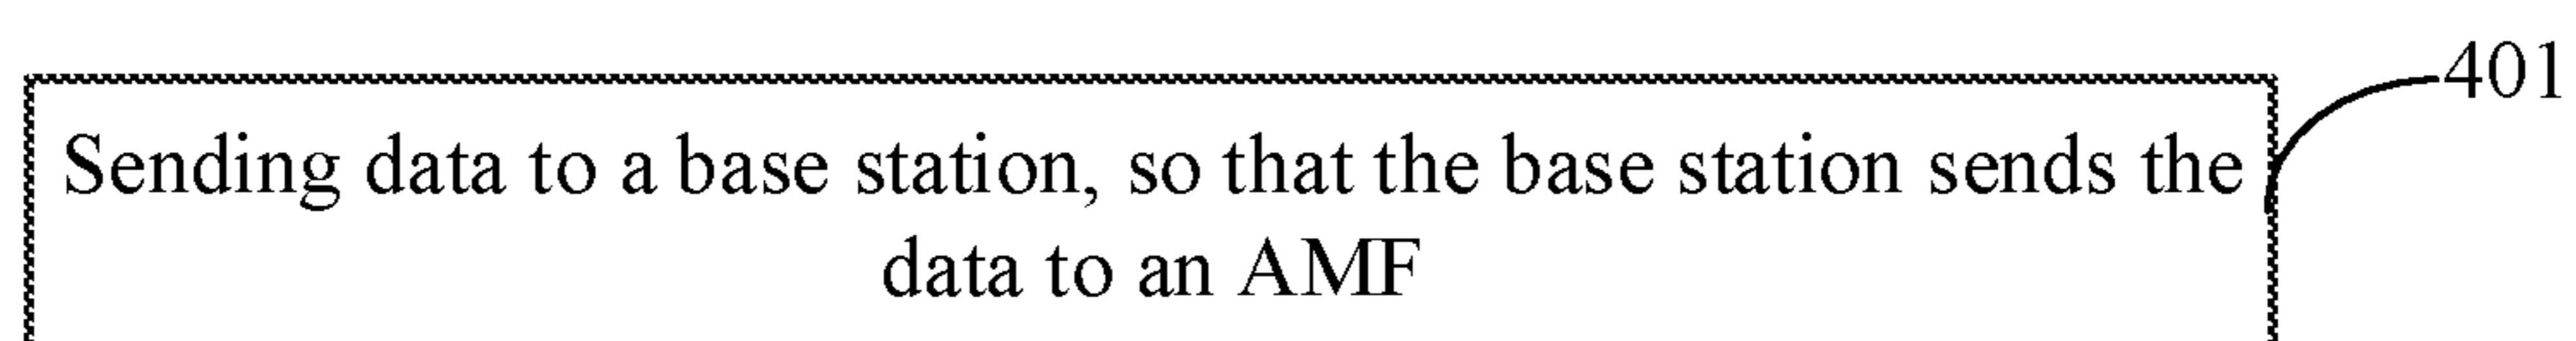 401
Sending data to a base station, so that the base station sends the
data to an AMF